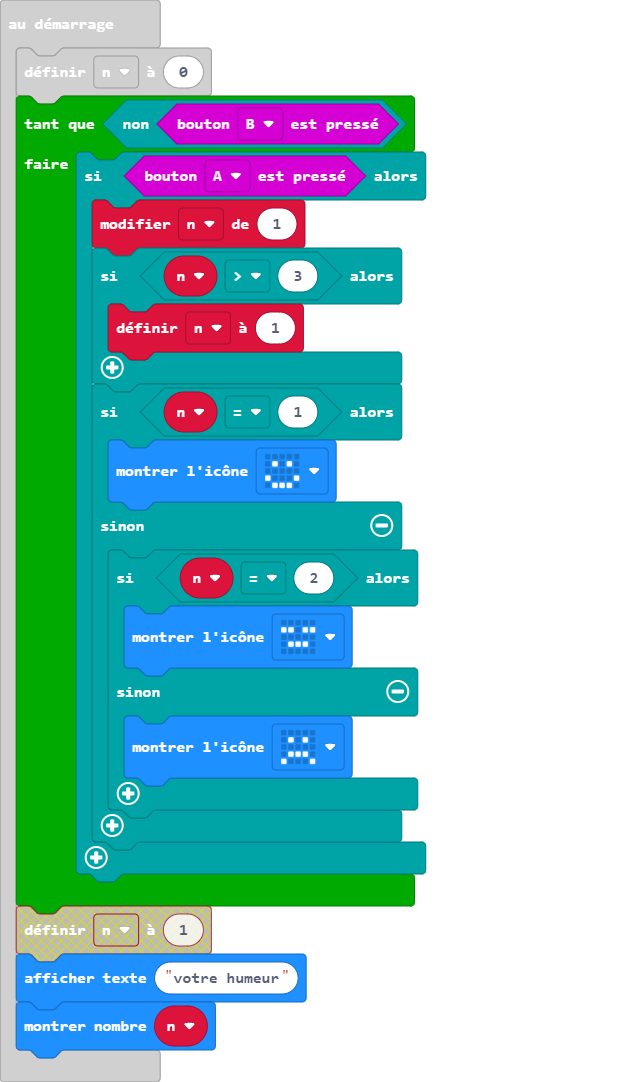 au démarrage
définir n à 0
tant que non bouton B est pressé
faire
si bouton A est pressé alors
modifier n de 1
si n > 3 alors
définir n à 1
si n = 1 alors
montrer l'icône
sinon
si n = 2 alors
montrer l'icône
sinon
montrer l'icône
définir n à 1
afficher texte "votre humeur"
montrer nombre n